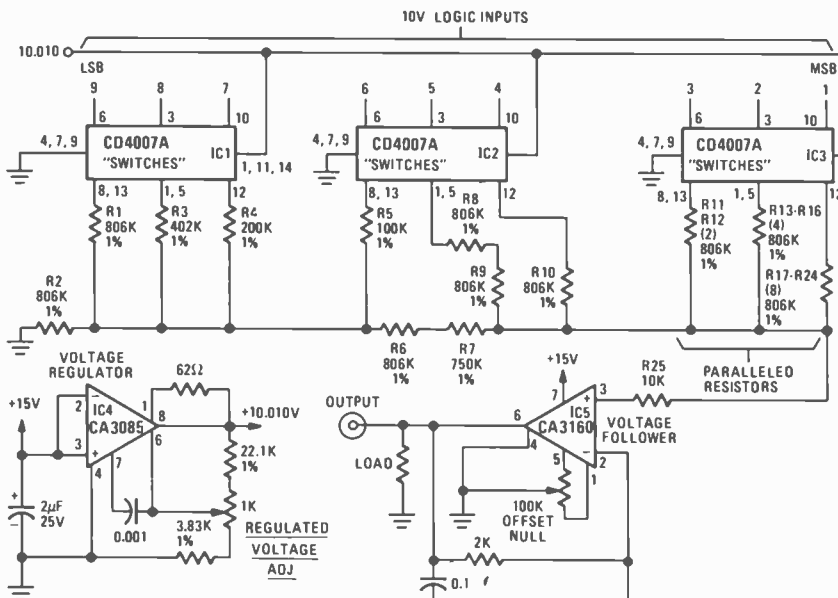 10V LOGIC INPUTS
10.010
LSB
MSB
9
8
7
6
5
4
3
2
1
6
3
10
6
3
10
6
3
10
4, 7, 9
CD4007A
"SWITCHES"
IC1
1, 11, 14
4, 7, 9
CD4007A
"SWITCHES"
IC2
4, 7, 9
CD4007A
"SWITCHES"
IC3
8, 13
1, 5
12
8, 13
1, 5
12
8, 13
1, 5
12
R1
806K
1%
R3
402K
1%
R4
200K
1%
R5
100K
1%
R8
806K
1%
R9
806K
1%
R10
806K
1%
R11
R12
(2)
806K
1%
R13-R16
(4)
806K
1%
R17-R24
(8)
806K
1%
R2
806K
1%
R6
806K
1%
R7
750K
1%
PARALLELED
RESISTORS
VOLTAGE
REGULATOR
62Ω
+15V
2
−
IC4
CA3085
3
+
1
8
6
7
4
+10.010V
22.1K
1%
1K
3.83K
1%
0.001
+
2µF
25V
−
REGULATED
VOLTAGE
ADJ
OUTPUT
LOAD
+15V
7
6
4
IC5
CA3160
3
+
−
2
5
1
R25
10K
VOLTAGE
FOLLOWER
100K
OFFSET
NULL
2K
0.1